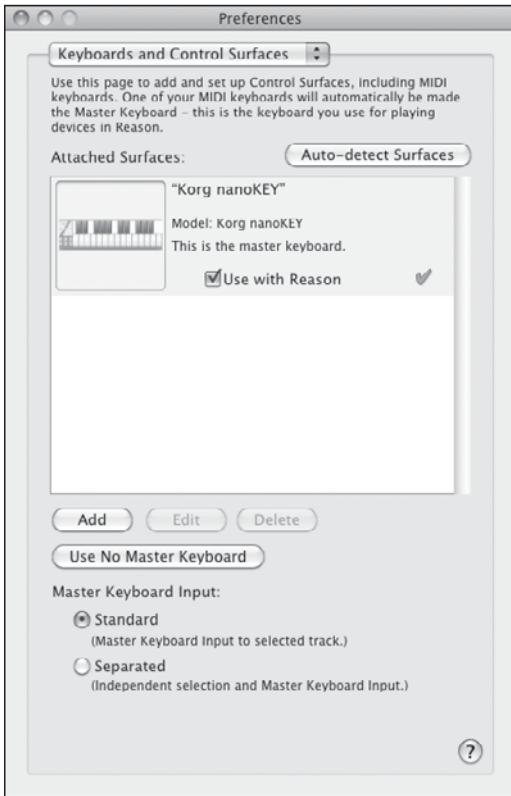 Preferences
Keyboards and Control Surfaces
Use this page to add and set up Control Surfaces, including MIDI
keyboards. One of your MIDI keyboards will automatically be made
the Master Keyboard – this is the keyboard you use for playing
devices in Reason.
Attached Surfaces:
Auto-detect Surfaces
“Korg nanoKEY”
Model: Korg nanoKEY
This is the master keyboard.
Use with Reason
Add
Edit
Delete
Use No Master Keyboard
Master Keyboard Input:
Standard
(Master Keyboard Input to selected track.)
Separated
(Independent selection and Master Keyboard Input.)
?